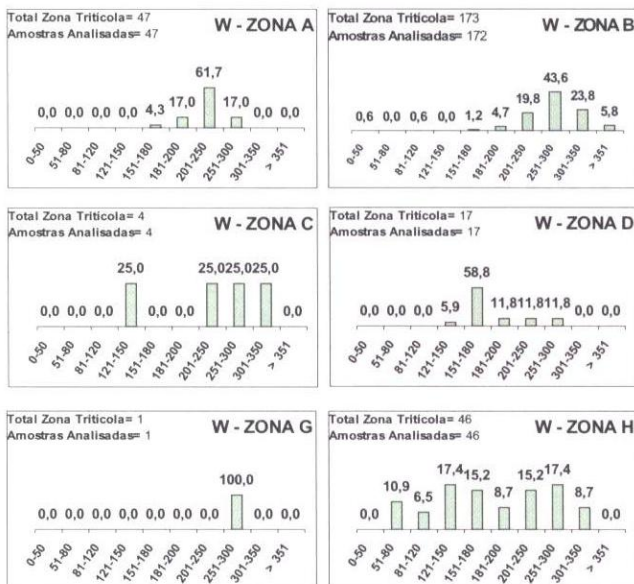 Total Zona Tritícola= 47
Amostras Analisadas= 47
W - ZONA A
0,0 0,0 0,0 0,0 4,3 17,0 61,7 17,0 0,0 0,0
0-50 51-80 81-120 121-150 151-180 181-200 201-250 251-300 301-350 > 351
Total Zona Tritícola= 173
Amostras Analisadas= 172
W - ZONA B
0,6 0,0 0,6 0,0 1,2 4,7 19,8 43,6 23,8 5,8
0-50 51-80 81-120 121-150 151-180 181-200 201-250 251-300 301-350 > 351
Total Zona Tritícola= 4
Amostras Analisadas= 4
W - ZONA C
0,0 0,0 0,0 25,0 0,0 0,0 25,0 25,0 25,0 0,0
0-50 51-80 81-120 121-150 151-180 181-200 201-250 251-300 301-350 > 351
Total Zona Tritícola= 17
Amostras Analisadas= 17
W - ZONA D
0,0 0,0 0,0 5,9 58,8 11,8 11,8 11,8 0,0 0,0
0-50 51-80 81-120 121-150 151-180 181-200 201-250 251-300 301-350 > 351
Total Zona Tritícola= 1
Amostras Analisadas= 1
W - ZONA G
0,0 0,0 0,0 0,0 0,0 0,0 0,0 100,0 0,0 0,0
0-50 51-80 81-120 121-150 151-180 181-200 201-250 251-300 301-350 > 351
Total Zona Tritícola= 46
Amostras Analisadas= 46
W - ZONA H
0,0 10,9 6,5 17,4 15,2 8,7 15,2 17,4 8,7 0,0
0-50 51-80 81-120 121-150 151-180 181-200 201-250 251-300 301-350 > 351